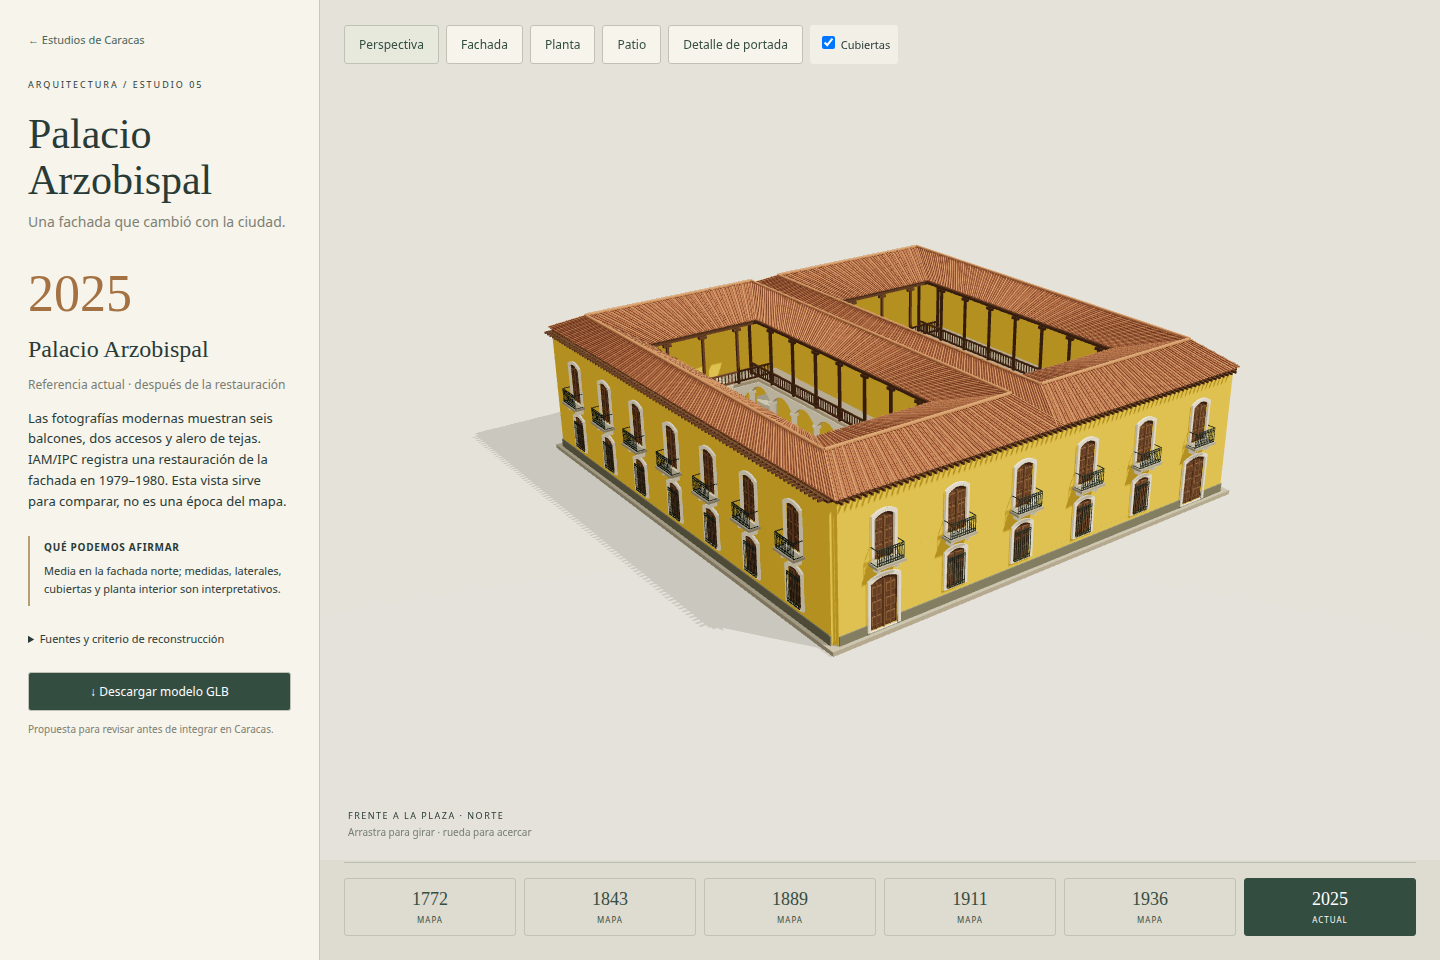 ← Estudios de Caracas
ARQUITECTURA / ESTUDIO 05
Palacio
Arzobispal
Una fachada que cambió con la ciudad.
2025
Palacio Arzobispal
Referencia actual · después de la restauración
Las fotografías modernas muestran seis
balcones, dos accesos y alero de tejas.
IAM/IPC registra una restauración de la
fachada en 1979–1980. Esta vista sirve
para comparar, no es una época del mapa.
QUÉ PODEMOS AFIRMAR
Media en la fachada norte; medidas, laterales,
cubiertas y planta interior son interpretativos.
▶ Fuentes y criterio de reconstrucción
↓ Descargar modelo GLB
Propuesta para revisar antes de integrar en Caracas.
Perspectiva
Fachada
Planta
Patio
Detalle de portada
Cubiertas
FRENTE A LA PLAZA · NORTE
Arrastra para girar · rueda para acercar
1772
MAPA
1843
MAPA
1889
MAPA
1911
MAPA
1936
MAPA
2025
ACTUAL